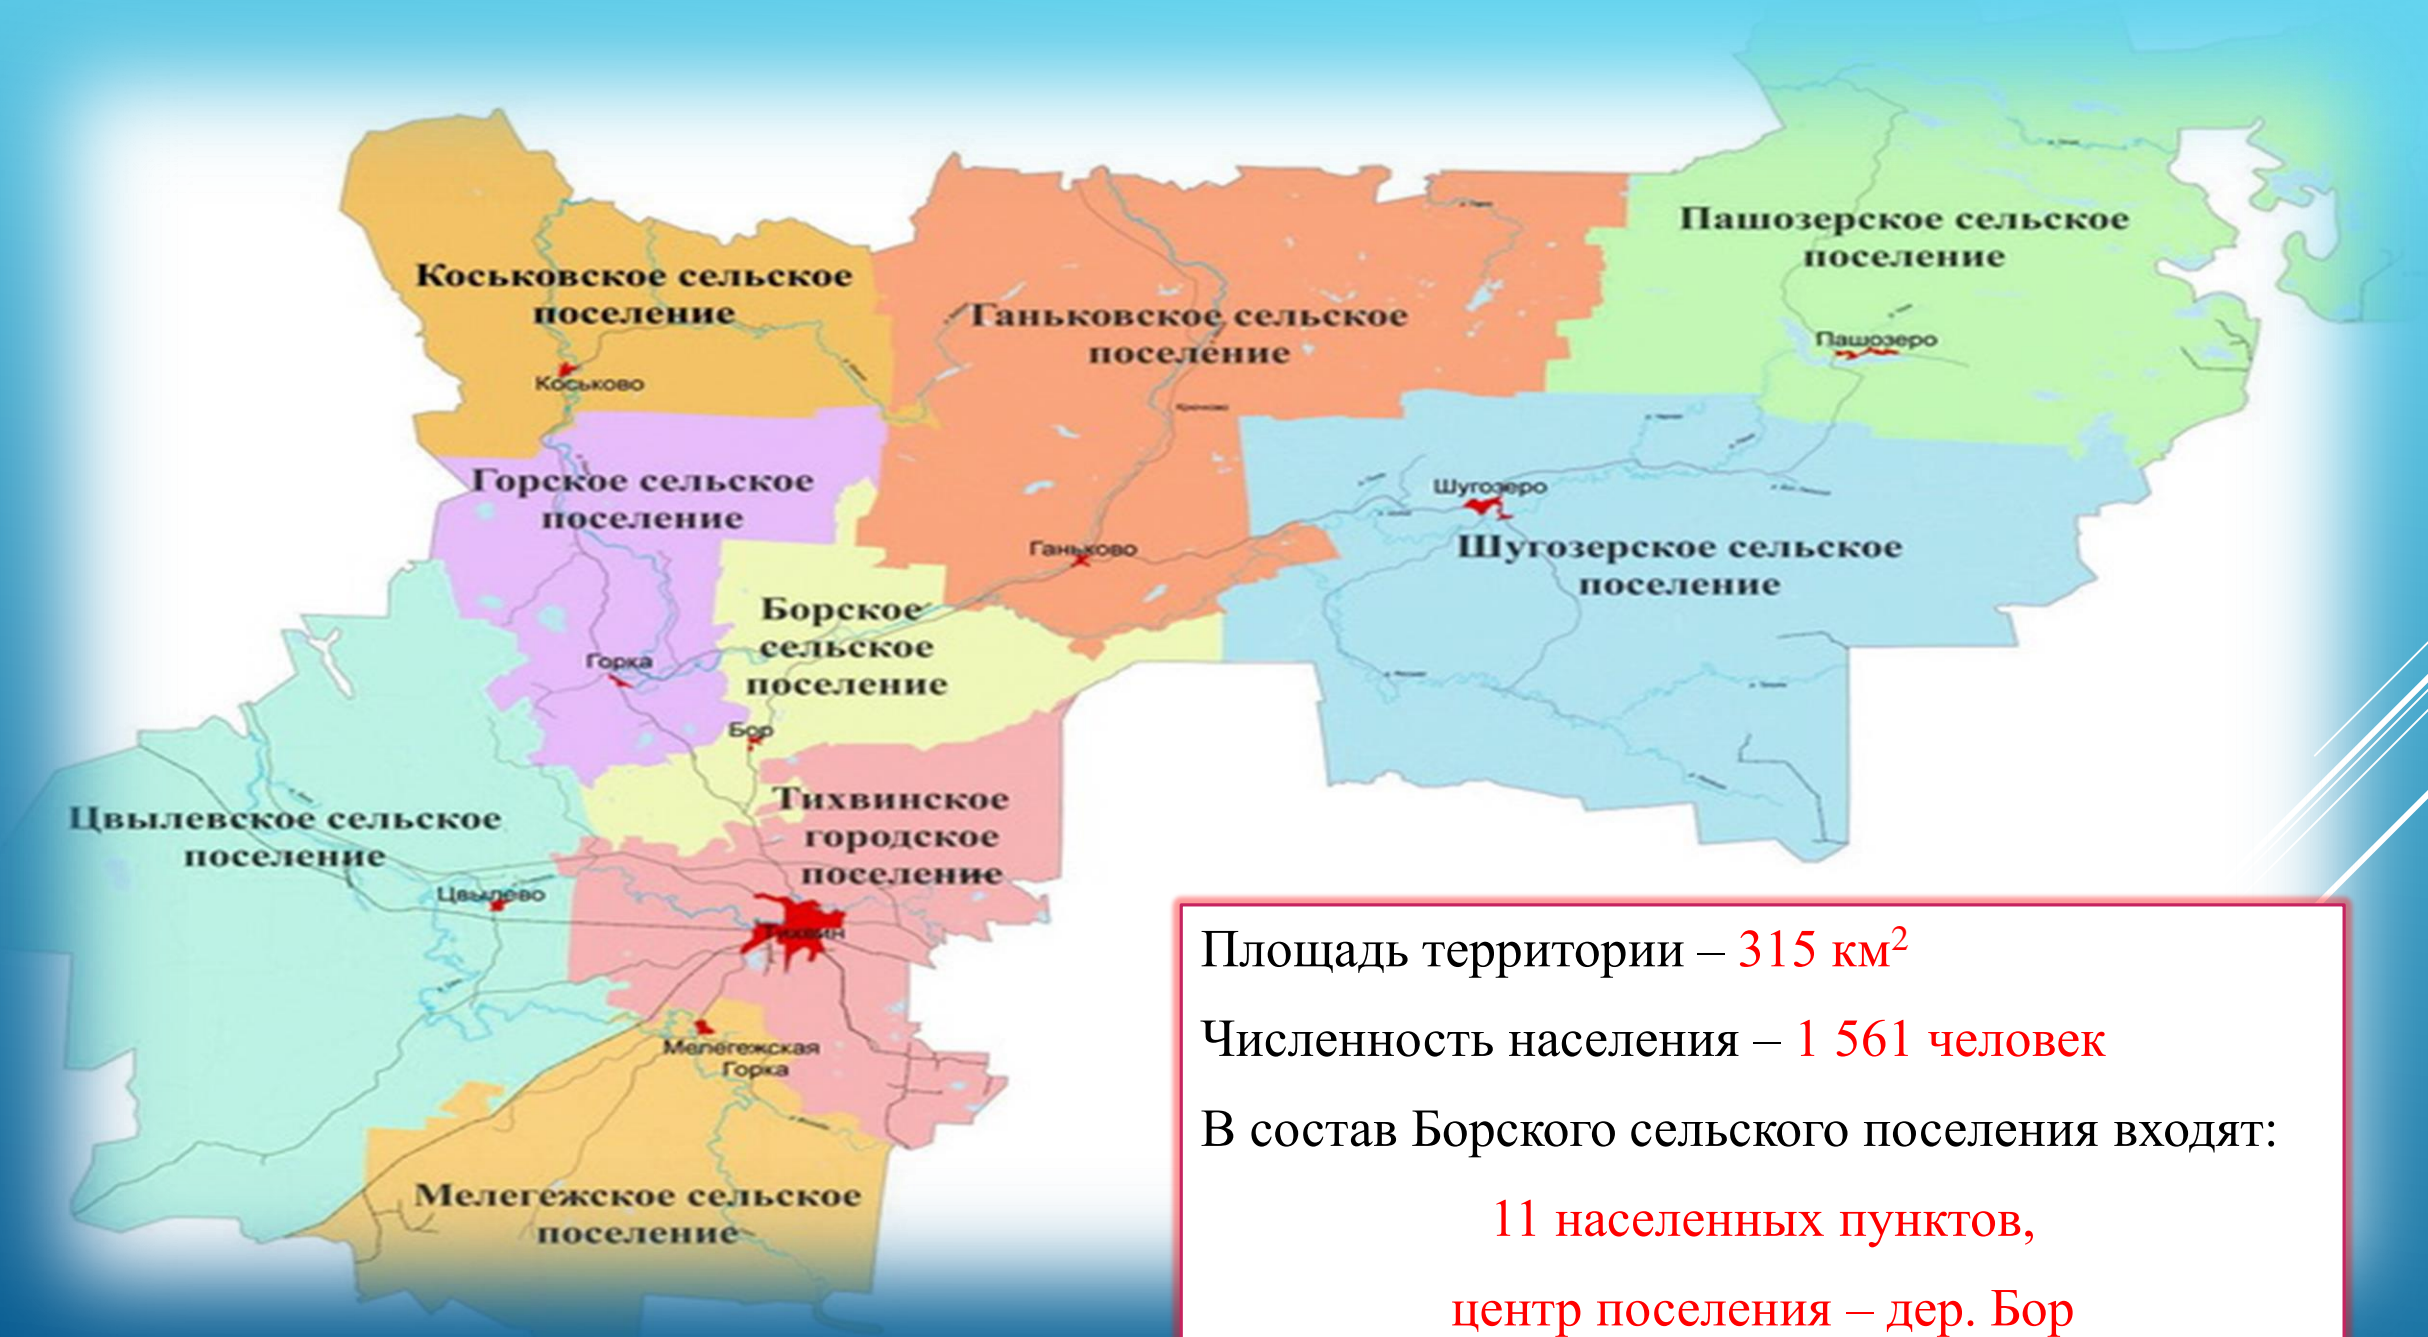 Коськовское сельское
поселение
Коськово
Ганьковское сельское
поселение
Крючково
Ганьково
Пашозерское сельское
поселение
Пашозеро
Горское сельское
поселение
Горка
Шугозеро
Шугозерское сельское
поселение
Борское
сельское
поселение
Бор
Цвылевское сельское
поселение
Цвылево
Тихвинское
городское
поселение
Тихвин
Мелегежская
Горка
Мелегежское сельское
поселение
Площадь территории – 315 км²
Численность населения – 1 561 человек
В состав Борского сельского поселения входят:
11 населенных пунктов,
центр поселения – дер. Бор